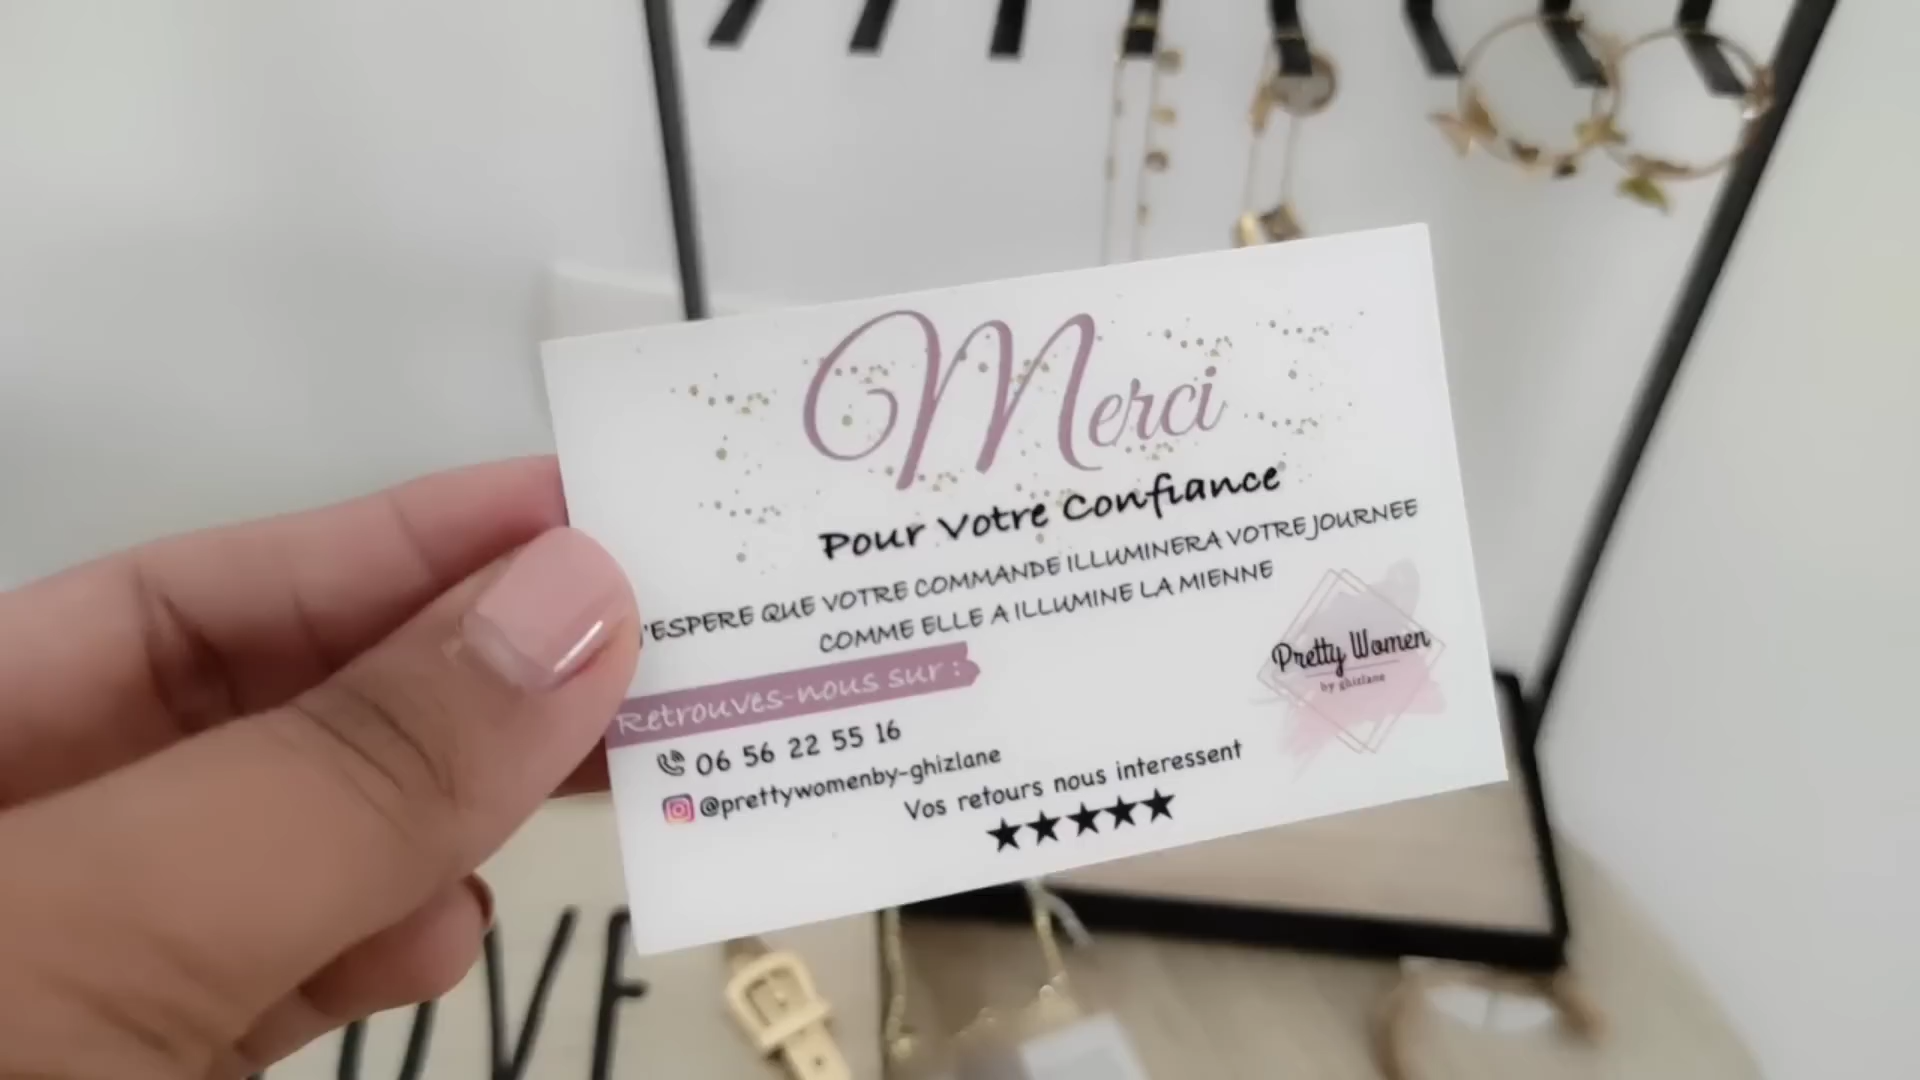 Merci
Pour Votre Confiance
J'ESPERE QUE VOTRE COMMANDE ILLUMINERA VOTRE JOURNEE
COMME ELLE A ILLUMINE LA MIENNE
Retrouves-nous sur :
06 56 22 55 16
@prettywomenby-ghizlane
Vos retours nous interessent
★★★★★
Pretty Women
by ghizlane